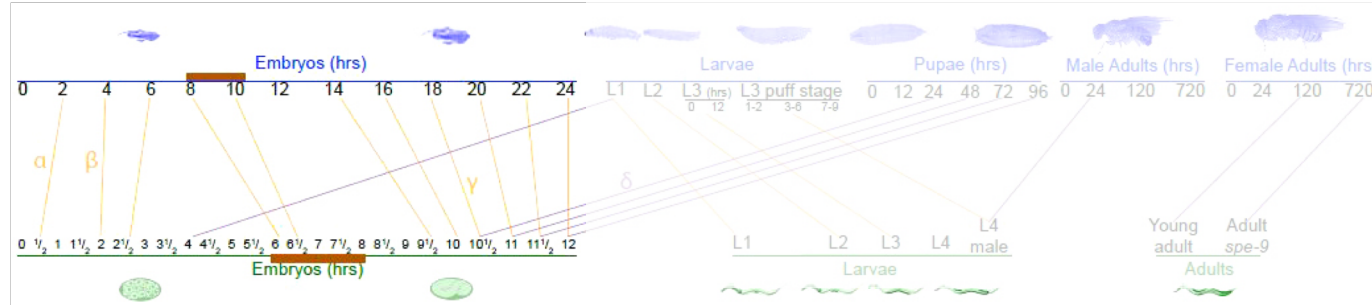 Embryos (hrs) Larvae Pupae (hrs) Male Adults (hrs) Female Adults (hrs)
0 2 4 6 8 10 12 14 16 18 20 22 24 L1 L2 L3 (hrs) L3 puff stage 0 12 24 48 72 96 0 24 120 720 0 24 120 720
0 12 1-2 3-6 7-9
α β γ δ
0 ½ 1 1½ 2 2½ 3 3½ 4 4½ 5 5½ 6 6½ 7 7½ 8 8½ 9 9½ 10 10½ 11 11½ 12 L1 L2 L3 L4 L4 male Young adult Adult spe-9
Embryos (hrs) Larvae Adults